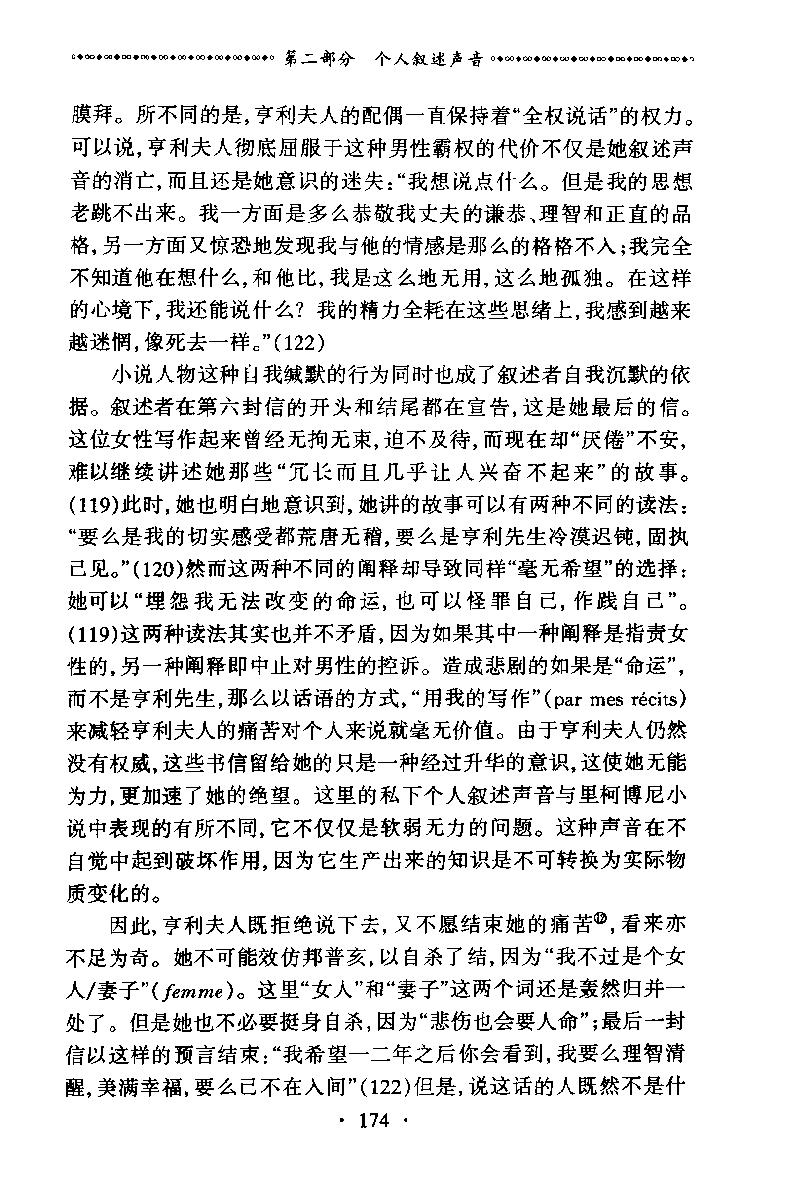 第二部分 个人叙述声音
膜拜。所不同的是,亨利夫人的配偶一直保持着“全权说话”的权力。
可以说,亨利夫人彻底屈服于这种男性霸权的代价不仅是她叙述声
音的消亡,而且还是她意识的迷失:“我想说点什么。但是我的思想
老跳不出来。我一方面是多么恭敬我丈夫的谦恭、理智和正直的品
格,另一方面又惊恐地发现我与他的情感是那么的格格不入;我完全
不知道他在想什么,和他比,我是这么地无用,这么地孤独。在这样
的心境下,我还能说什么?我的精力全耗在这些思绪上,我感到越来
越迷惘,像死去一样。”(122)
小说人物这种自我缄默的行为同时也成了叙述者自我沉默的依
据。叙述者在第六封信的开头和结尾都在宣告,这是她最后的信。
这位女性写作起来曾经无拘无束,迫不及待,而现在却“厌倦”不安,
难以继续讲述她那些“冗长而且几乎让人兴奋不起来”的故事。
(119)此时,她也明白地意识到,她讲的故事可以有两种不同的读法:
“要么是我的切实感受都荒唐无稽,要么是亨利先生冷漠迟钝,固执
己见。”(120)然而这两种不同的阐释却导致同样“毫无希望”的选择:
她可以“埋怨我无法改变的命运,也可以怪罪自己,作践自己”。
(119)这两种读法其实也并不矛盾,因为如果其中一种阐释是指责女
性的,另一种阐释即中止对男性的控诉。造成悲剧的如果是“命运”,
而不是亨利先生,那么以话语的方式,“用我的写作”(par mes récits)
来减轻亨利夫人的痛苦对个人来说就毫无价值。由于亨利夫人仍然
没有权威,这些书信留给她的只是一种经过升华的意识,这使她无能
为力,更加速了她的绝望。这里的私下个人叙述声音与里柯博尼小
说中表现的有所不同,它不仅仅是软弱无力的问题。这种声音在不
自觉中起到破坏作用,因为它生产出来的知识是不可转换为实际物
质变化的。
因此,亨利夫人既拒绝说下去,又不愿结束她的痛苦⑫,看来亦
不足为奇。她不可能效仿邦普亥,以自杀了结,因为“我不过是个女
人/妻子”(femme)。这里“女人”和“妻子”这两个词还是轰然归并一
处了。但是她也不必要挺身自杀,因为“悲伤也会要人命”;最后一封
信以这样的预言结束:“我希望一二年之后你会看到,我要么理智清
醒,美满幸福,要么已不在人间”(122)但是,说这话的人既然不是什
· 174 ·